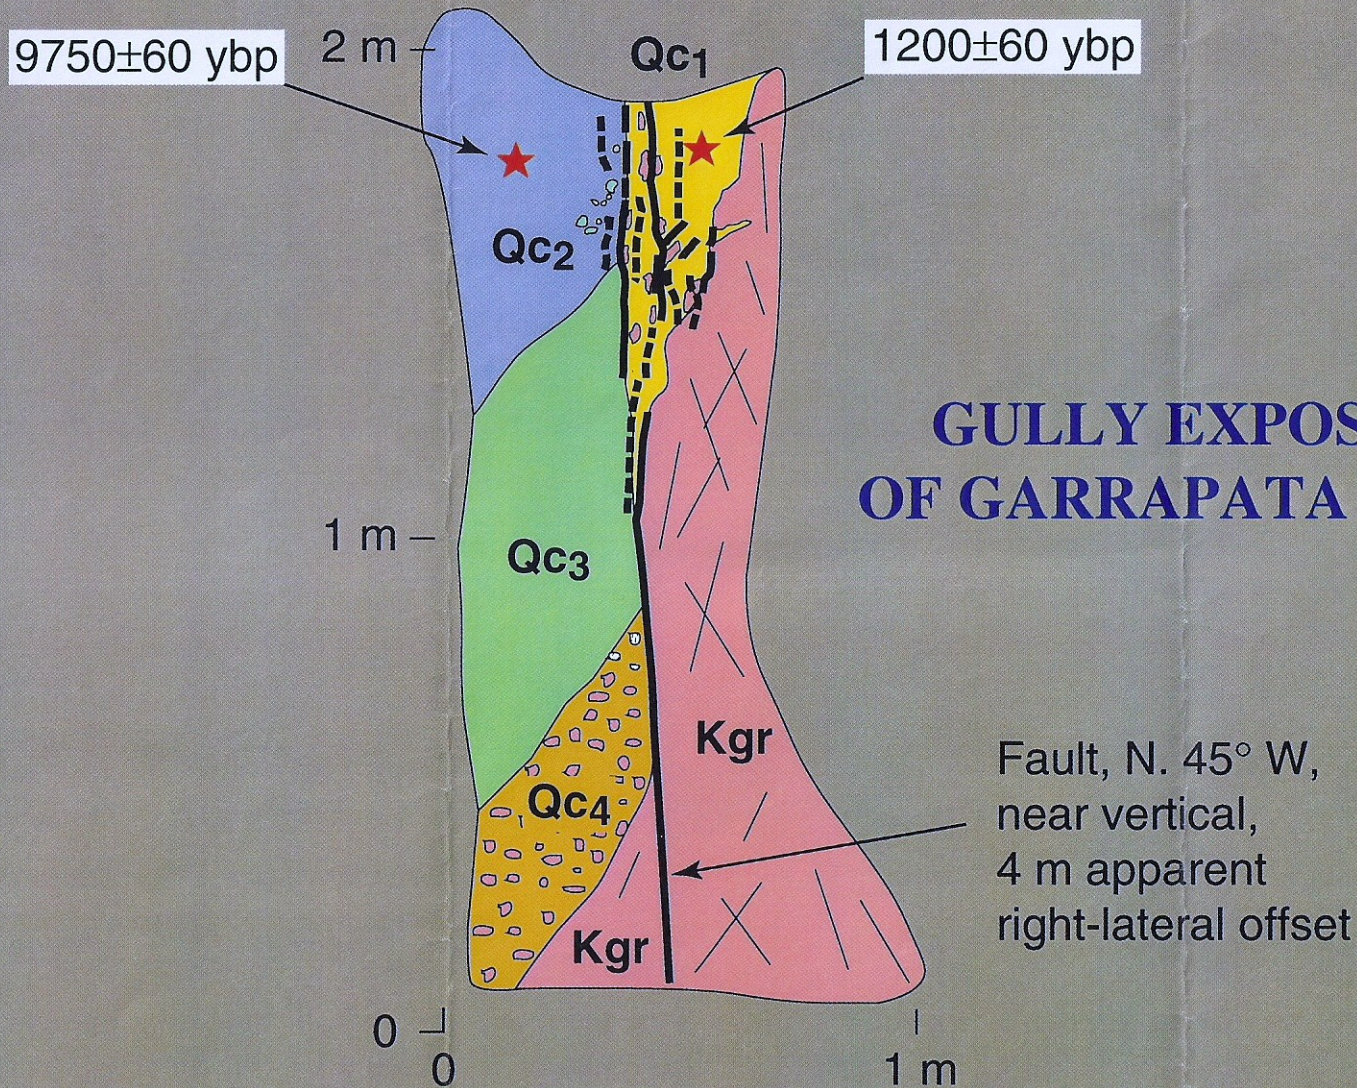 9750±60 ybp
2 m
Qc1
1200±60 ybp
Qc2
GULLY EXPOS
OF GARRAPATA
1 m
Qc3
Kgr
Fault, N. 45° W,
near vertical,
4 m apparent
right-lateral offset
Qc4
Kgr
0
0
1 m